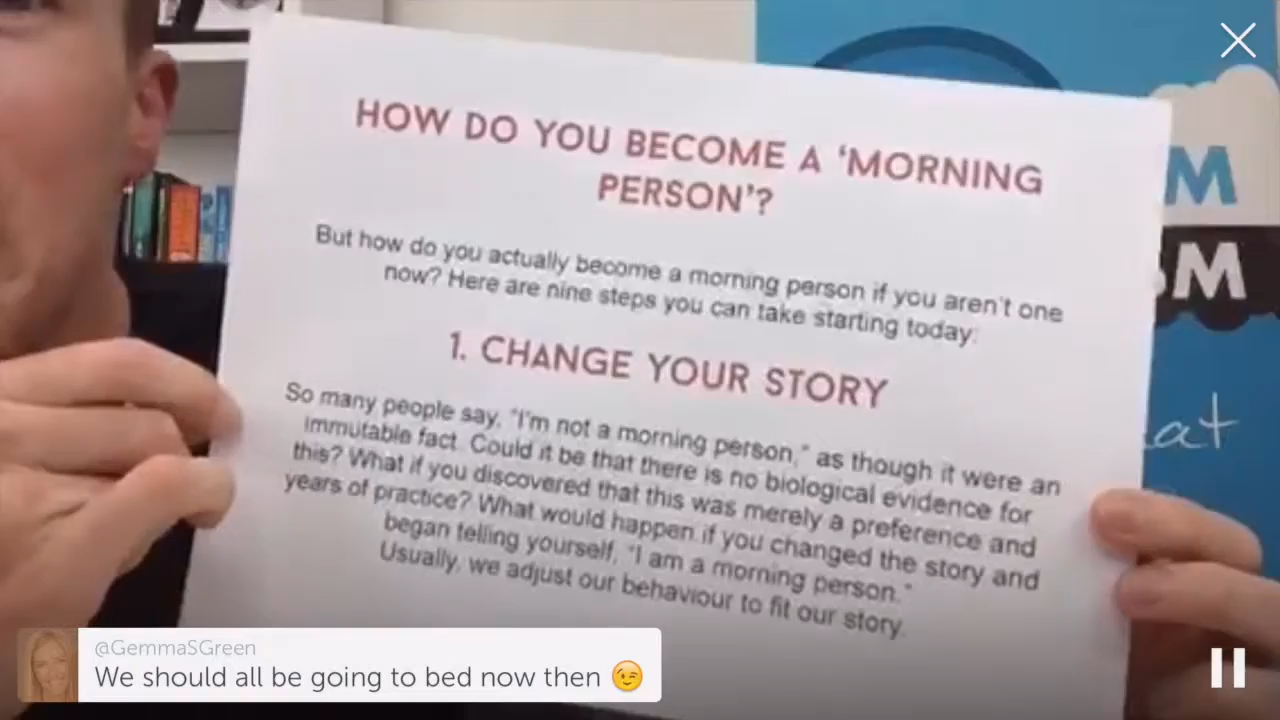 HOW DO YOU BECOME A 'MORNING
PERSON'?
But how do you actually become a morning person if you aren't one
now? Here are nine steps you can take starting today:
1. CHANGE YOUR STORY
So many people say, "I'm not a morning person," as though it were an
immutable fact. Could it be that there is no biological evidence for
this? What if you discovered that this was merely a preference and
years of practice? What would happen if you changed the story and
began telling yourself, "I am a morning person."
Usually, we adjust our behaviour to fit our story.
M
M
at
@GemmaSGreen
We should all be going to bed now then 😉